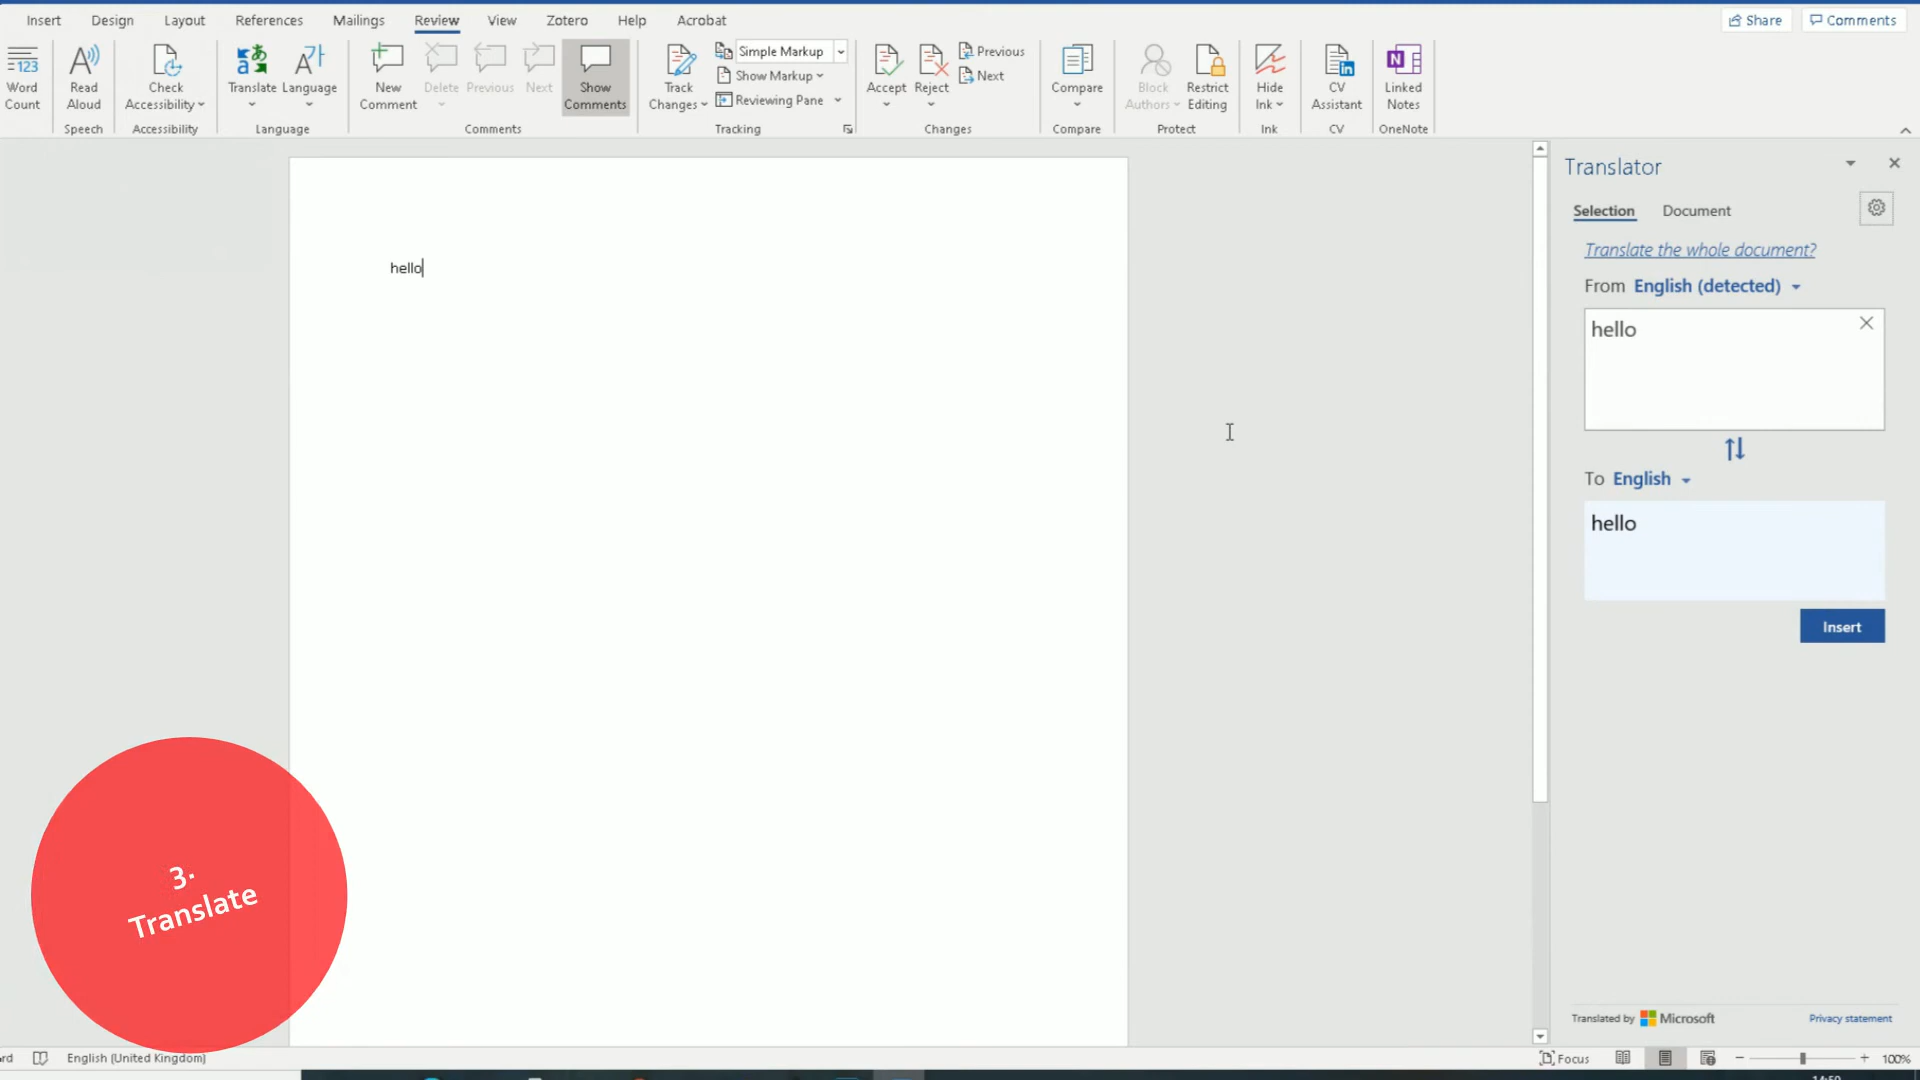 Insert Design Layout References Mailings Review View Zotero Help Acrobat Share Comments
Word Count
Read Aloud
Speech
Check Accessibility
Accessibility
Translate Language
Language
New Comment
Delete Previous Next
Show Comments
Comments
Track Changes
Simple Markup
Show Markup
Reviewing Pane
Tracking
Accept Reject
Previous
Next
Changes
Compare
Compare
Block Authors
Restrict Editing
Protect
Hide Ink
Ink
CV Assistant
CV
Linked Notes
OneNote
hello
Translator
Selection Document
Translate the whole document?
From English (detected)
hello
To English
hello
Insert
Translated by Microsoft Privacy statement
3.
Translate
rd English (United Kingdom) Focus 100%